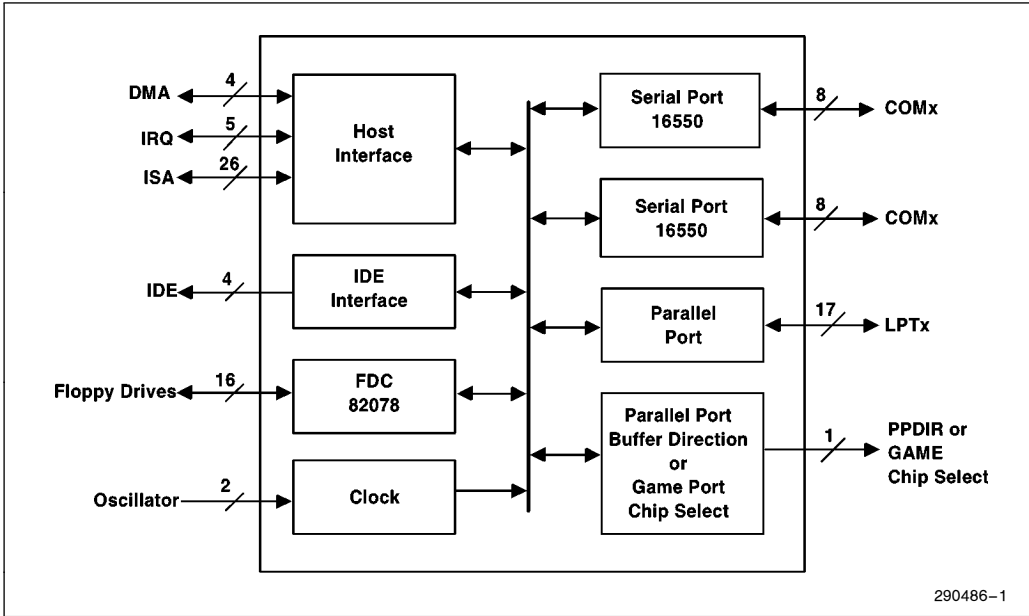 DMA
4
IRQ
5
ISA
26
Host
Interface
IDE
4
IDE
Interface
Floppy Drives
16
FDC
82078
Oscillator
2
Clock
Serial Port
16550
8
COMx
Serial Port
16550
8
COMx
Parallel
Port
17
LPTx
Parallel Port
Buffer Direction
or
Game Port
Chip Select
1
PPDIR or
GAME
Chip Select
290486–1